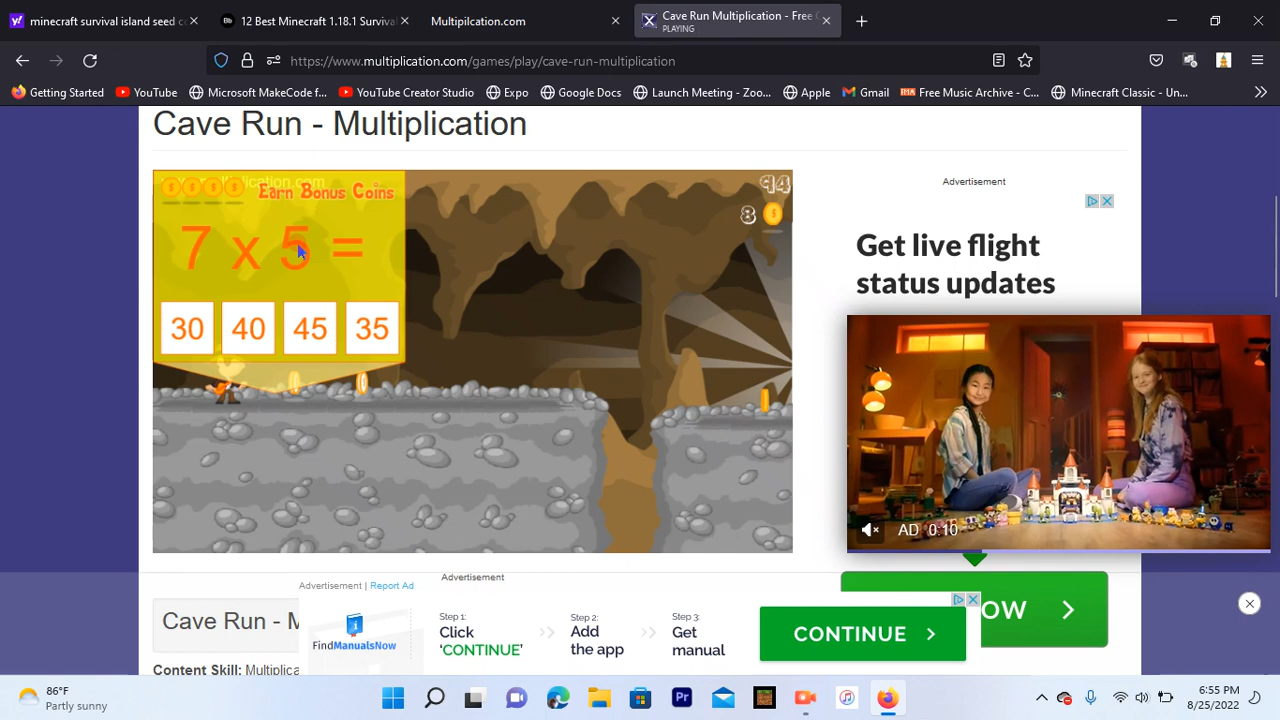 minecraft survival island seed c
12 Best Minecraft 1.18.1 Survival
Multipilcation.com
Cave Run Multiplication - Free O
PLAYING
https://www.multiplication.com/games/play/cave-run-multiplication
Getting Started
YouTube
Microsoft MakeCode f...
YouTube Creator Studio
Expo
Google Docs
Launch Meeting - Zoo...
Apple
Gmail
Free Music Archive - C...
Minecraft Classic - Un...
Cave Run - Multiplication
Earn Bonus Coins
94
8
7 x 5 =
30 40 45 35
Advertisement
Get live flight
status updates
AD 0:10
OW
Advertisement | Report Ad
Advertisement
FindManualsNow
Step 1:
Click
'CONTINUE'
Step 2:
Add
the app
Step 3:
Get
manual
CONTINUE
Cave Run - M
Content Skill: Multiplica
86°F
Partly sunny
6:55 PM
8/25/2022